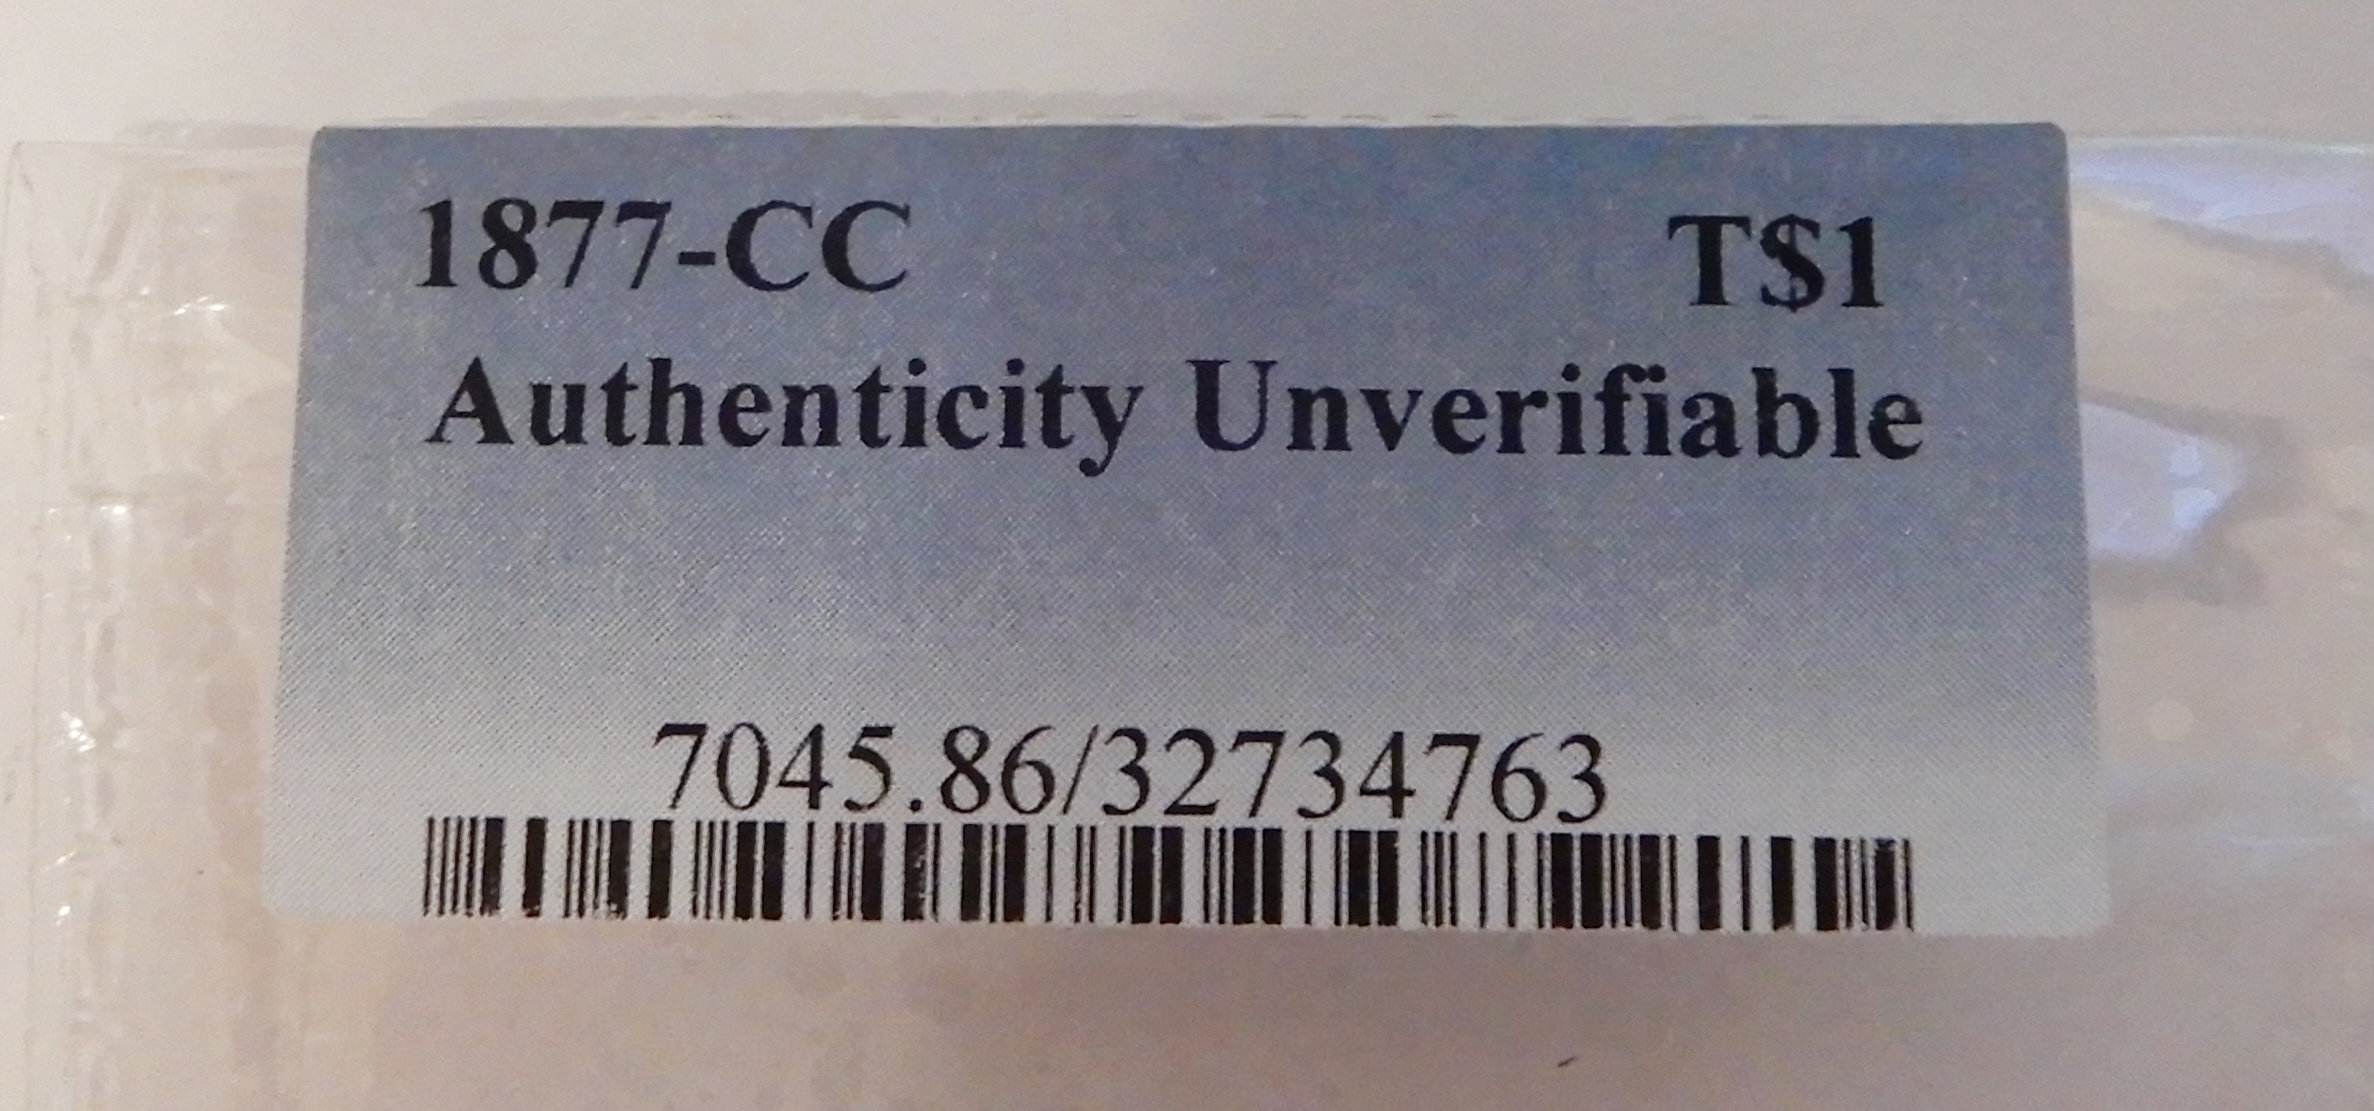 1877-CC T$1
Authenticity Unverifiable
7045.86/32734763